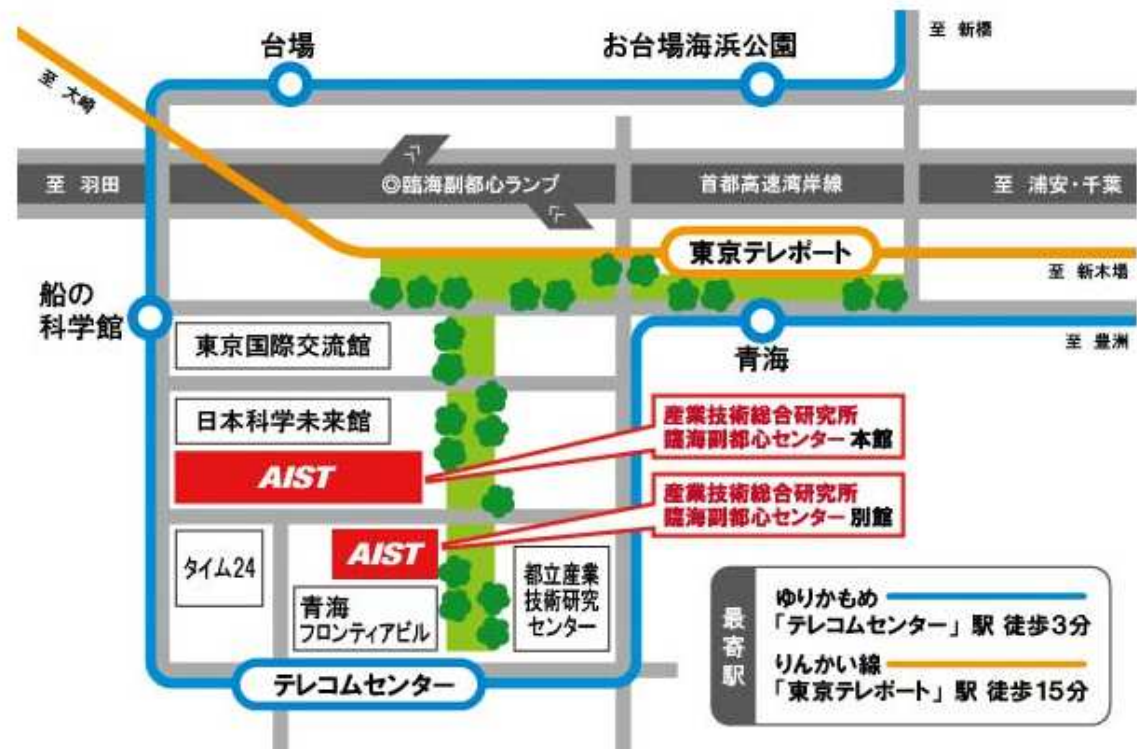 台場
お台場海浜公園
至 新橋
至 大崎
至 羽田
◎臨海副都心ランプ
首都高速湾岸線
至 浦安・千葉
東京テレポート
至 新木場
船の
科学館
東京国際交流館
青海
至 豊洲
日本科学未来館
産業技術総合研究所
臨海副都心センター 本館
AIST
産業技術総合研究所
臨海副都心センター 別館
タイム24
AIST
青海
フロンティアビル
都立産業
技術研究
センター
テレコムセンター
最寄駅
ゆりかもめ
「テレコムセンター」駅 徒歩3分
りんかい線
「東京テレポート」駅 徒歩15分